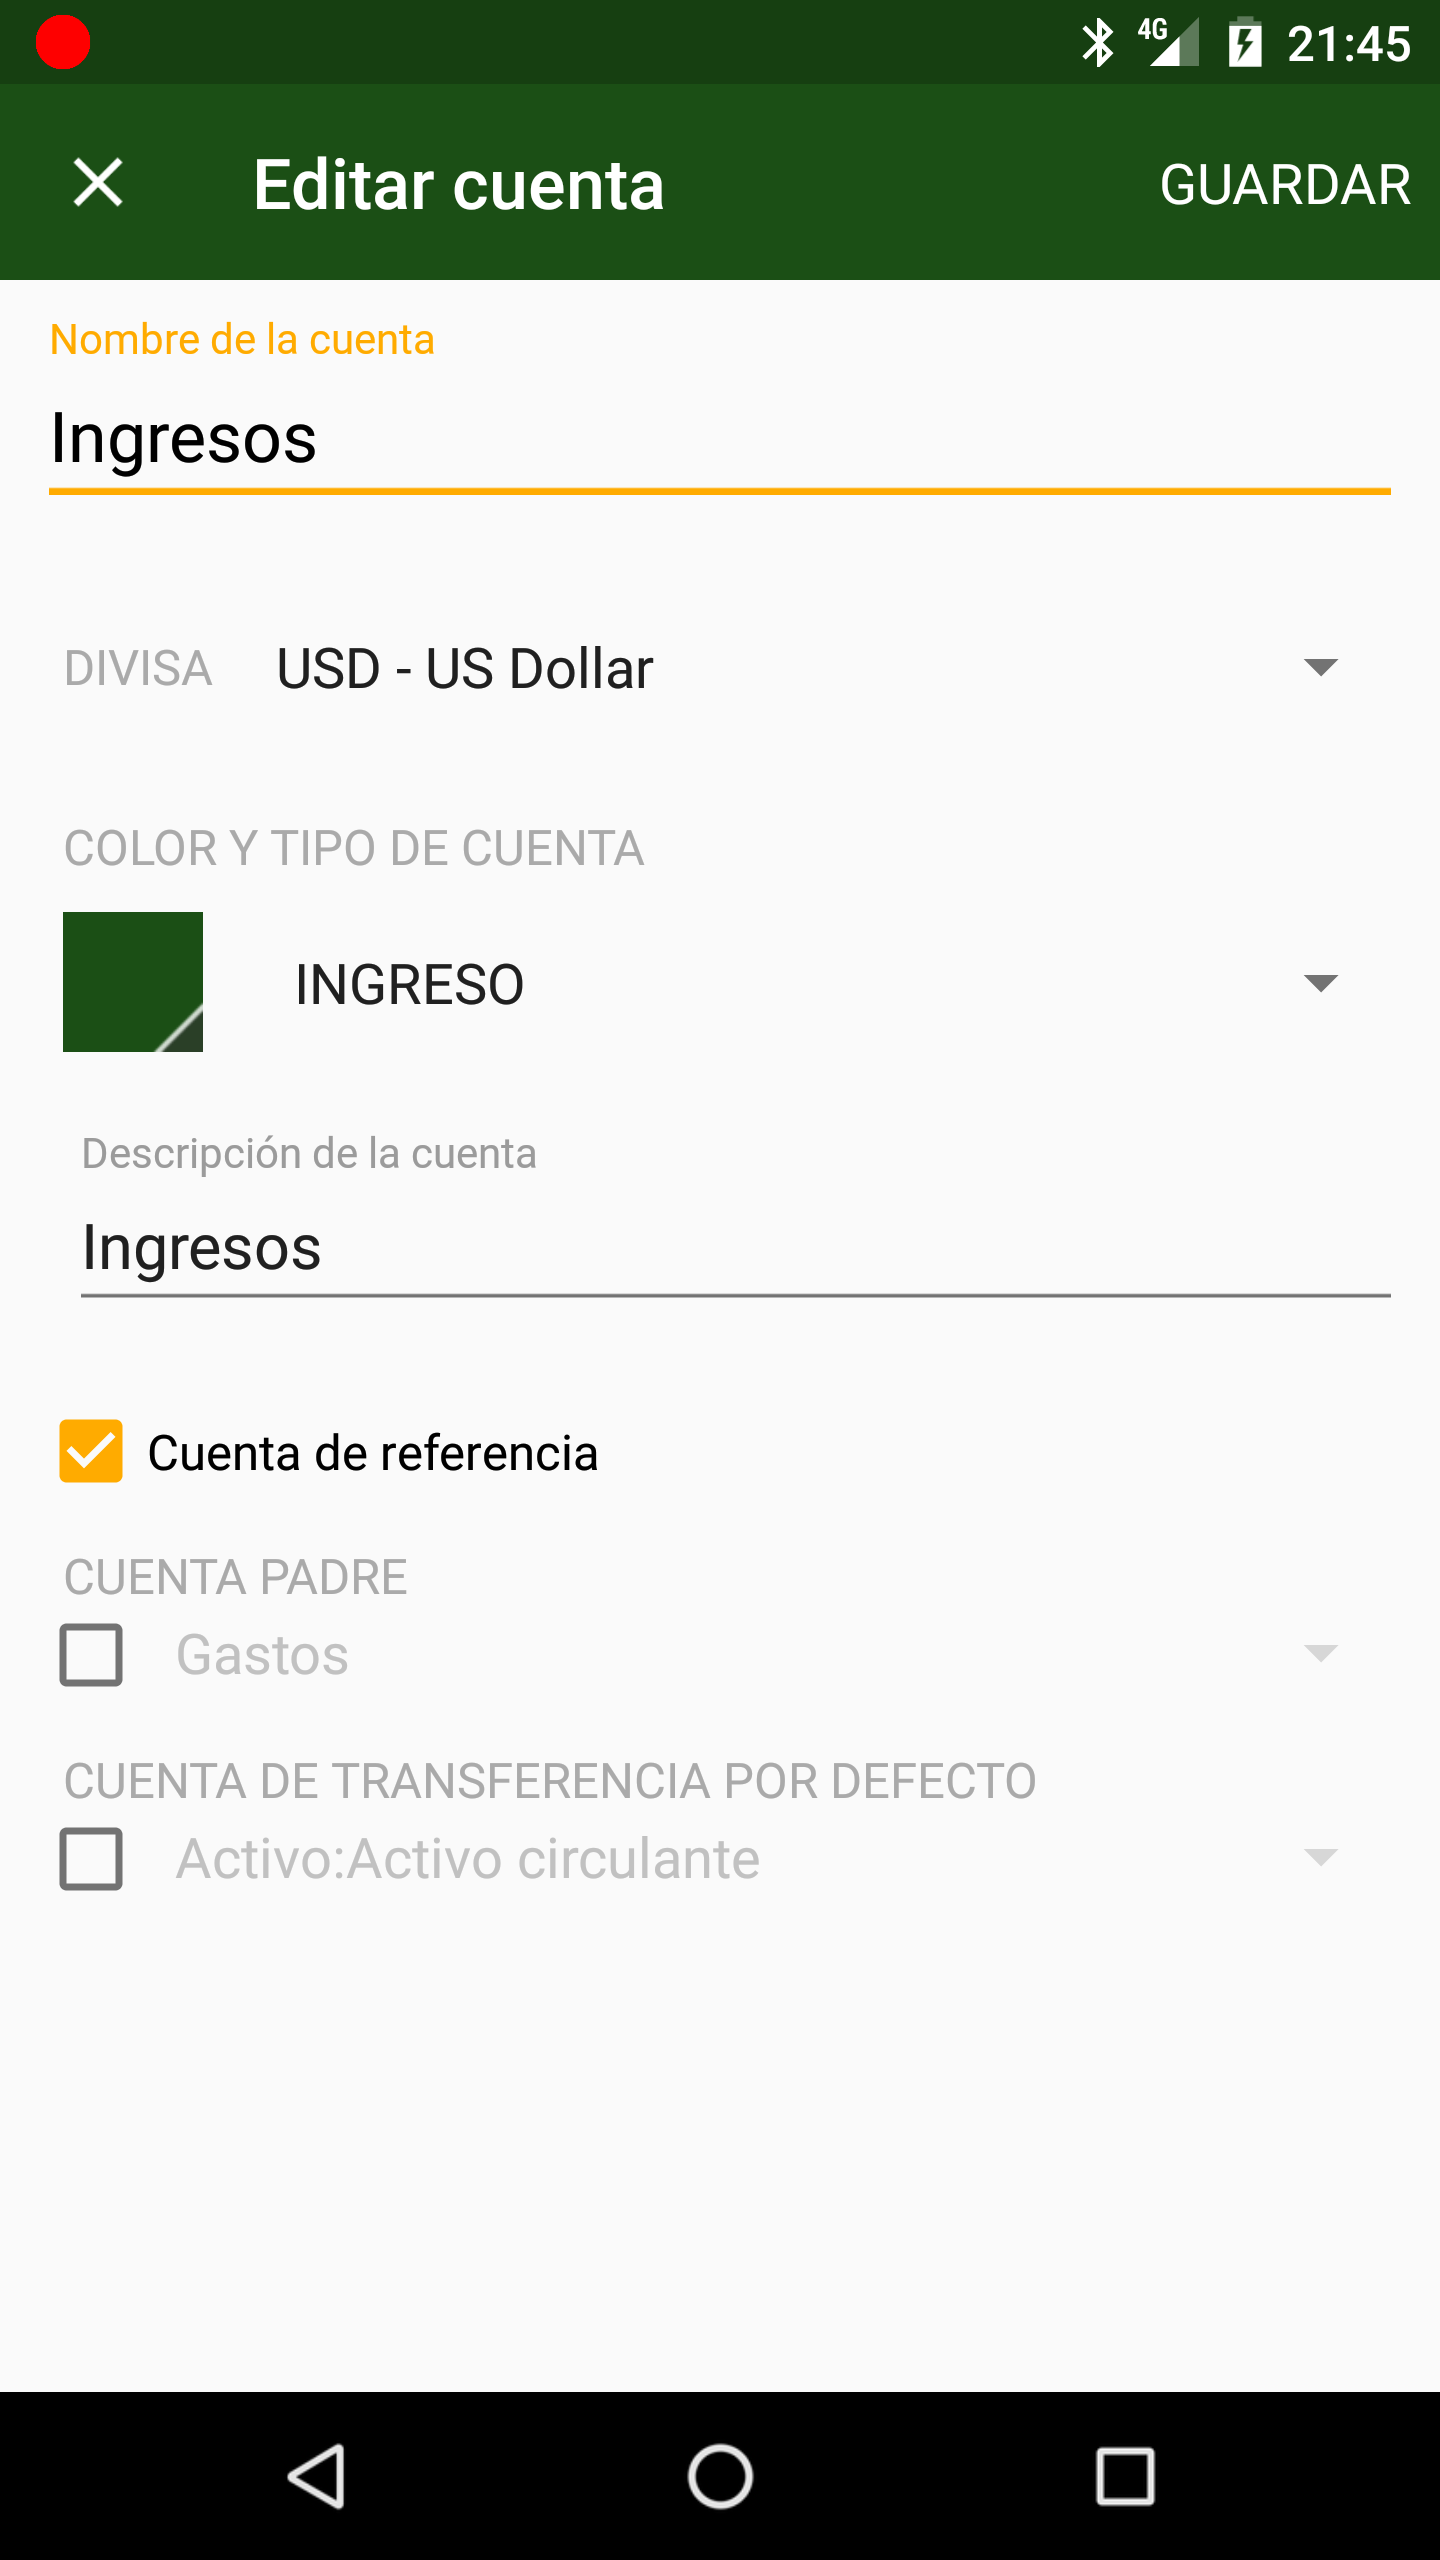 4G 21:45
Editar cuenta GUARDAR
Nombre de la cuenta
Ingresos
DIVISA USD - US Dollar
COLOR Y TIPO DE CUENTA
INGRESO
Descripción de la cuenta
Ingresos
Cuenta de referencia
CUENTA PADRE
Gastos
CUENTA DE TRANSFERENCIA POR DEFECTO
Activo:Activo circulante